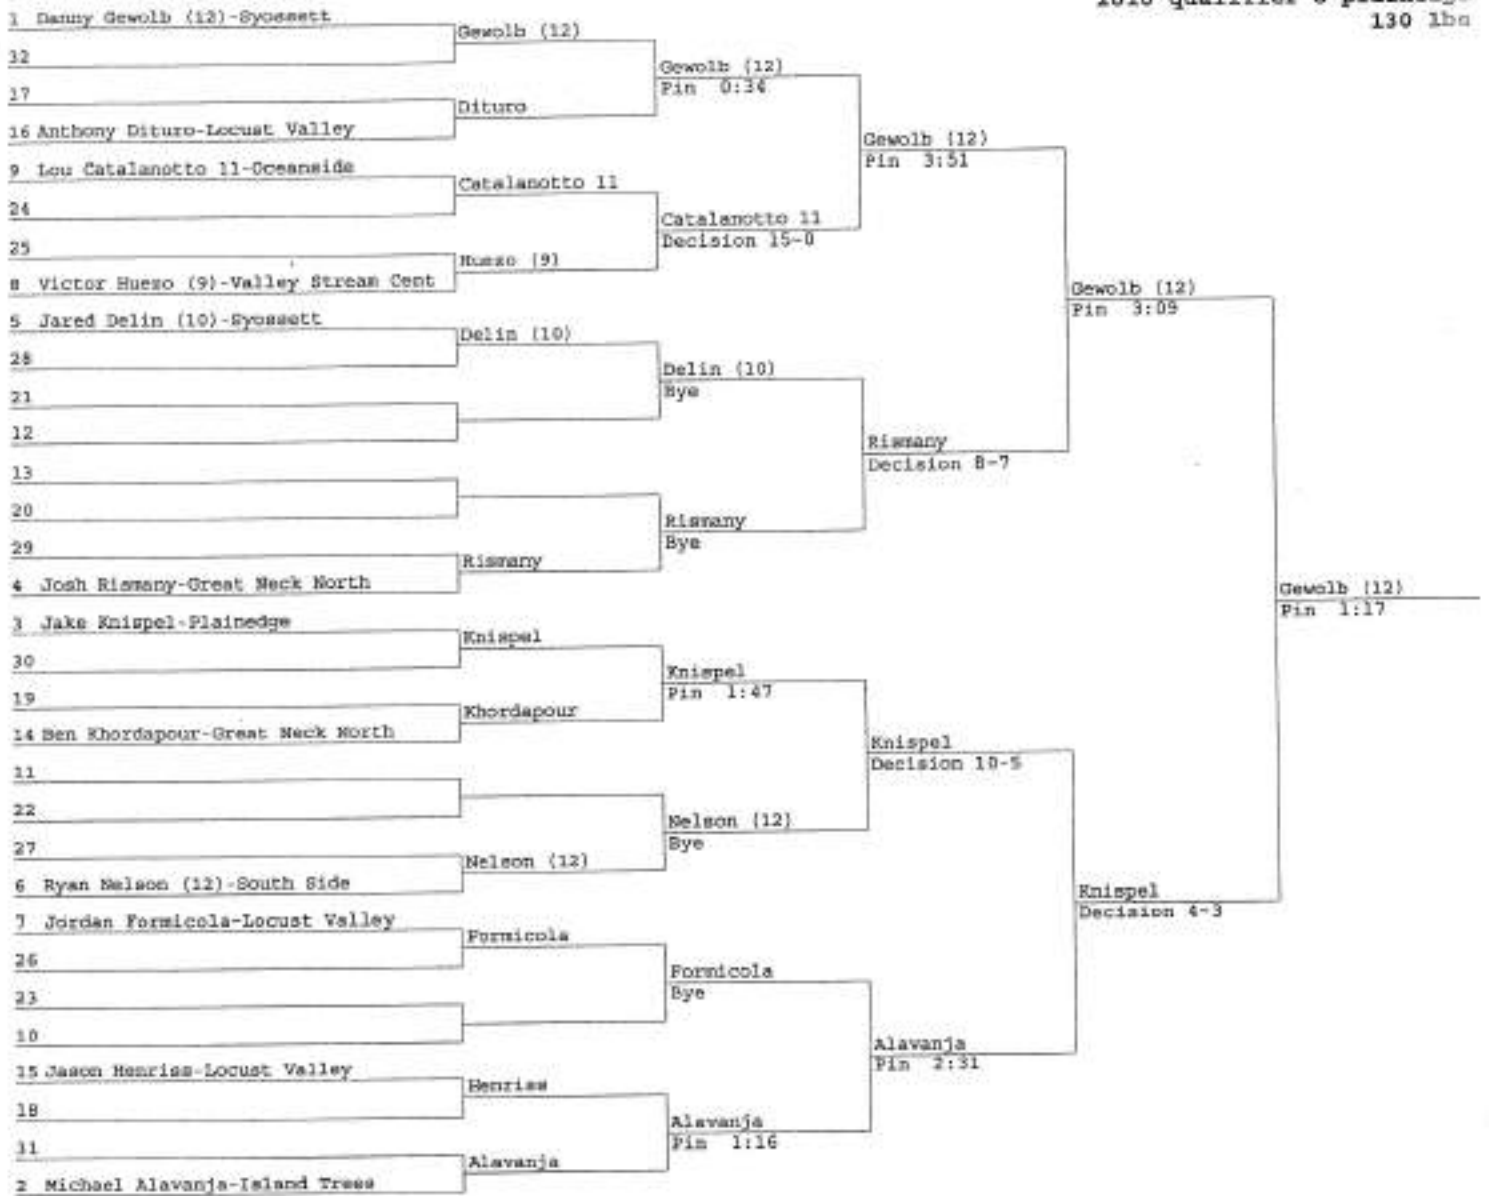 130 lbs
1 Danny Gewolb (12)-Syossett
Gewolb (12)
32
Gewolb (12)
Pin 0:34
17
Dituro
16 Anthony Dituro-Locust Valley
Gewolb (12)
Pin 3:51
9 Lou Catalanotto 11-Oceanside
Catalanotto 11
24
Catalanotto 11
Decision 15-0
25
Huezo (9)
8 Victor Huezo (9)-Valley Stream Cent
Gewolb (12)
Pin 3:09
5 Jared Delin (10)-Syossett
Delin (10)
28
Delin (10)
Bye
21
12
Rismany
Decision 8-7
13
20
Rismany
Bye
29
Rismany
4 Josh Rismany-Great Neck North
Gewolb (12)
Pin 1:17
3 Jake Knispel-Plainedge
Knispel
30
Knispel
Pin 1:47
19
Khordapour
14 Ben Khordapour-Great Neck North
Knispel
Decision 10-5
11
22
Nelson (12)
Bye
27
Nelson (12)
6 Ryan Nelson (12)-South Side
Knispel
Decision 4-3
7 Jordan Formicola-Locust Valley
Formicola
26
Formicola
Bye
23
10
Alavanja
Pin 2:31
15 Jason Henriss-Locust Valley
Henriss
18
Alavanja
Pin 1:16
31
Alavanja
2 Michael Alavanja-Island Trees